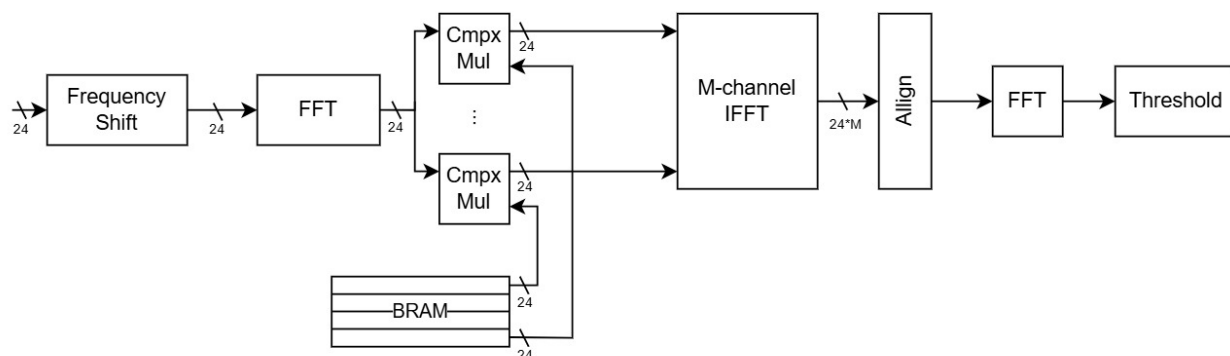 24
Frequency
Shift
24
FFT
24
Cmpx
Mul
24
...
Cmpx
Mul
24
BRAM
24
24
M-channel
IFFT
24*M
Allign
FFT
Threshold